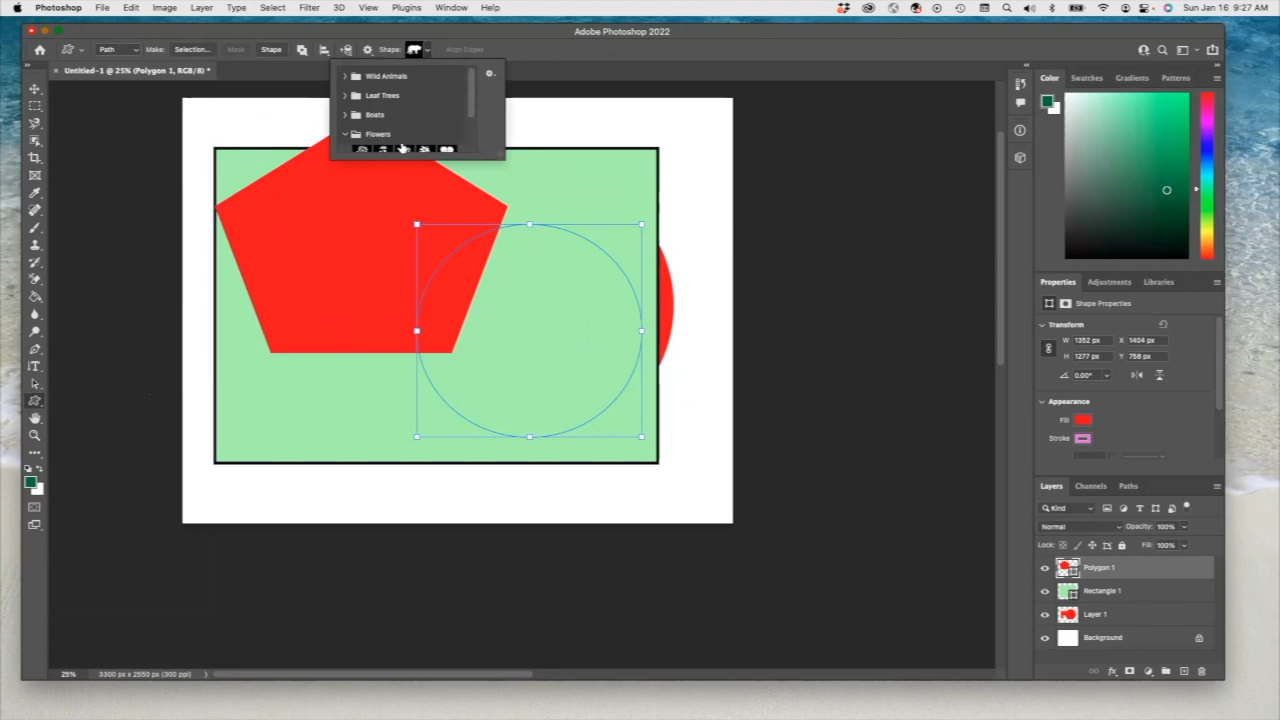 Photoshop File Edit Image Layer Type Select Filter 3D View Plugins Window Help Sun Jan 16 9:27 AM
Adobe Photoshop 2022
Path Make: Selection... Mask Shape Shape: Align Edges
Untitled-1 @ 25% (Polygon 1, RGB/8) *
Wild Animals
Leaf Trees
Boats
Flowers
Color Swatches Gradients Patterns
Properties Adjustments Libraries
Shape Properties
Transform
W 1352 px X 1404 px
H 1277 px Y 758 px
0.00°
Appearance
Fill
Stroke
Layers Channels Paths
Kind
Normal Opacity: 100%
Lock: Fill: 100%
Polygon 1
Rectangle 1
Layer 1
Background
fx
25% 3300 px x 2550 px (300 ppi)